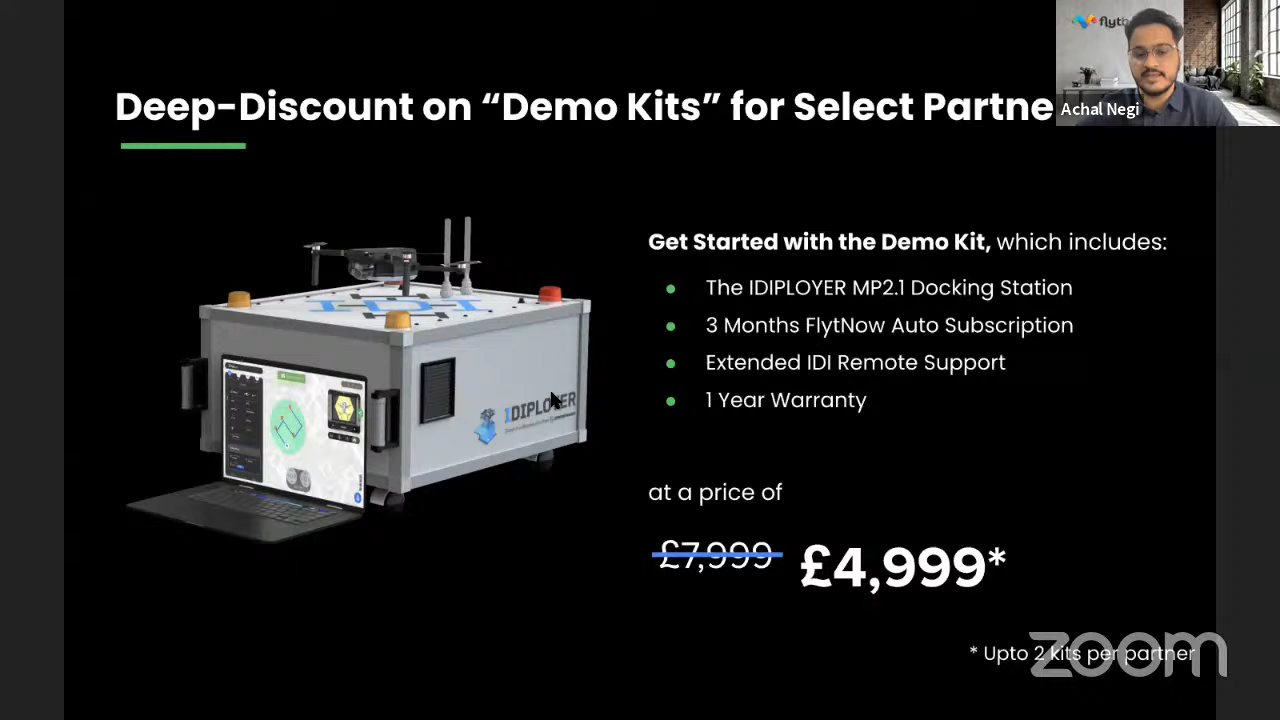 flytb
Achal Negi
Deep-Discount on “Demo Kits” for Select Partne
Get Started with the Demo Kit, which includes:
● The IDIPLOYER MP2.1 Docking Station
● 3 Months FlytNow Auto Subscription
● Extended IDI Remote Support
● 1 Year Warranty
IDI
IDIPLOYER
at a price of
£7,999 £4,999*
* Upto 2 kits per partner
zoom